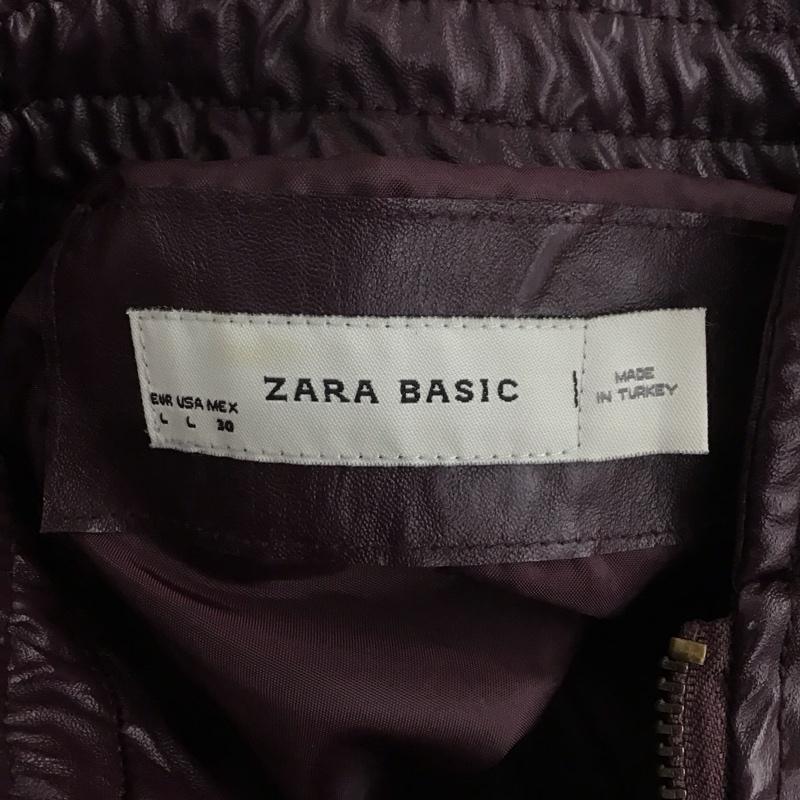 EUR USA MEX
L L 30
ZARA BASIC
MADE
IN TURKEY